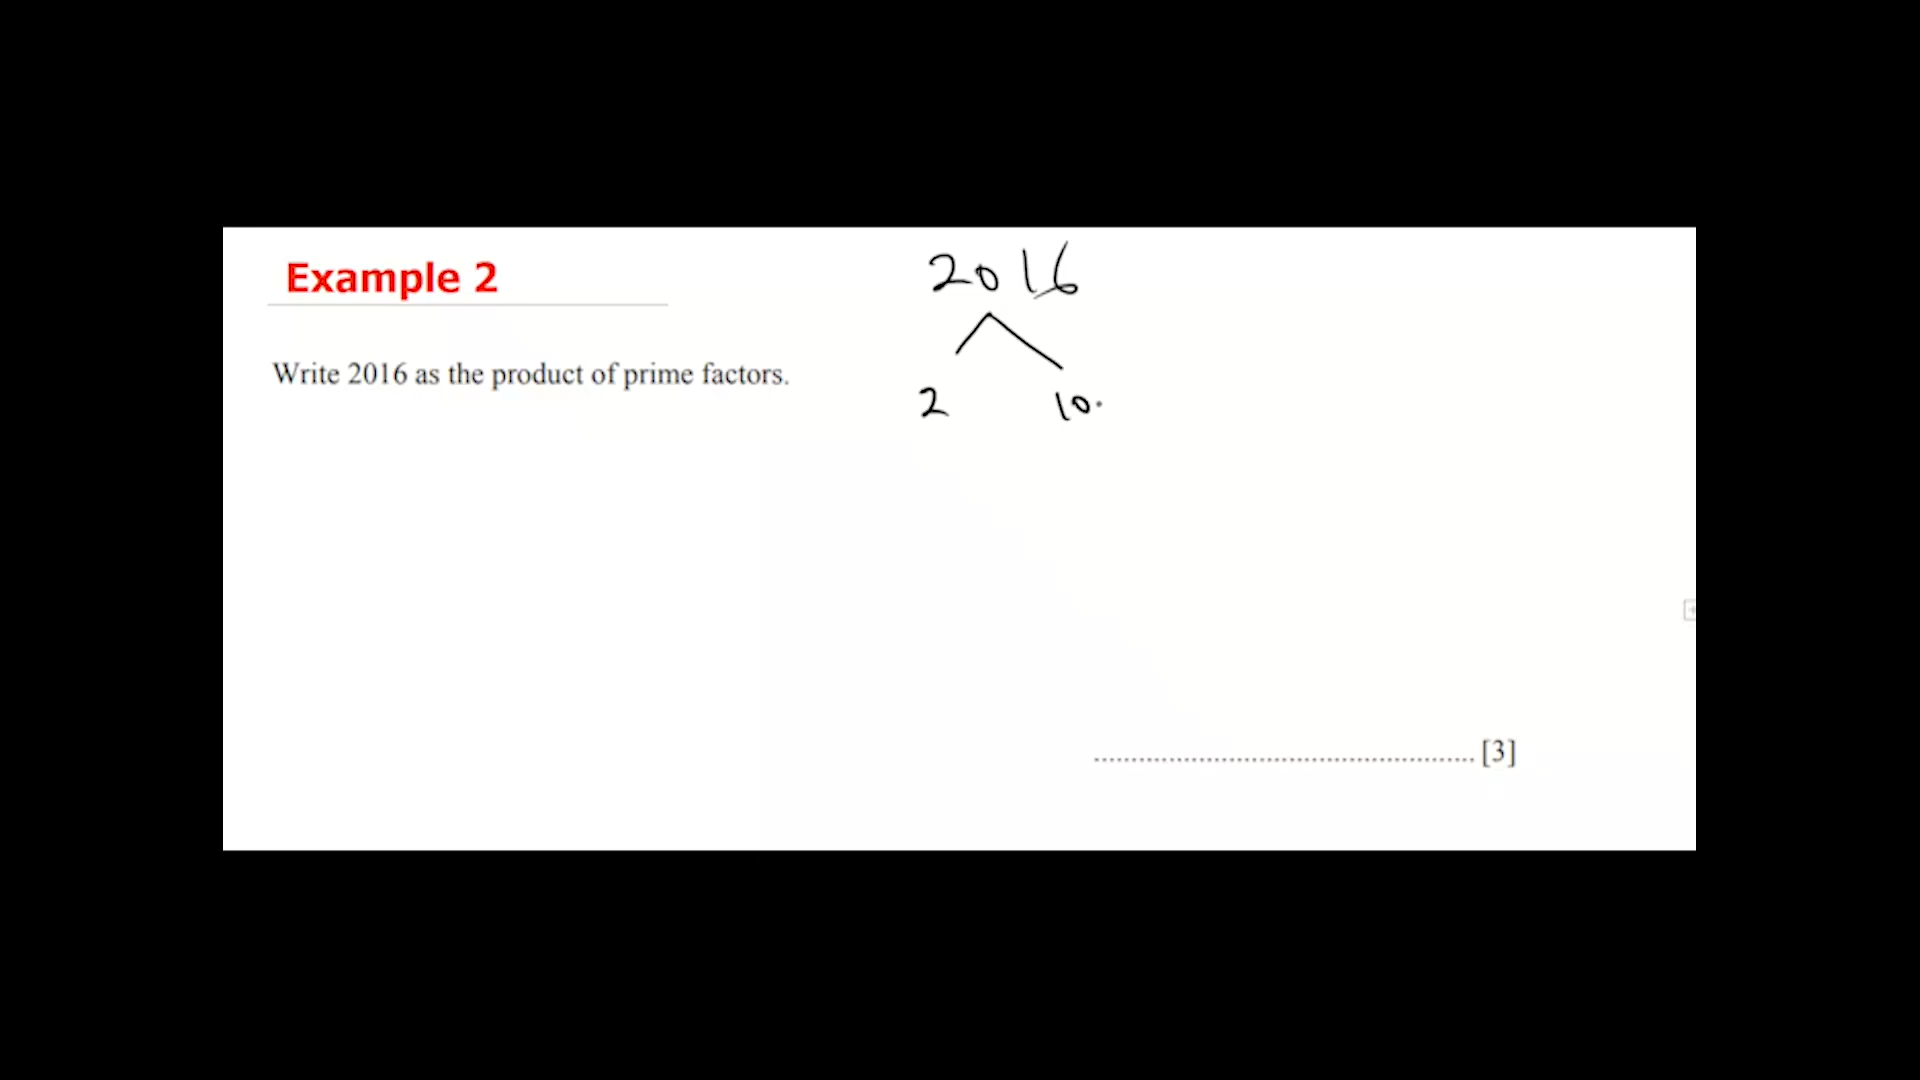 Example 2
2016
Write 2016 as the product of prime factors.
2 10.
[3]